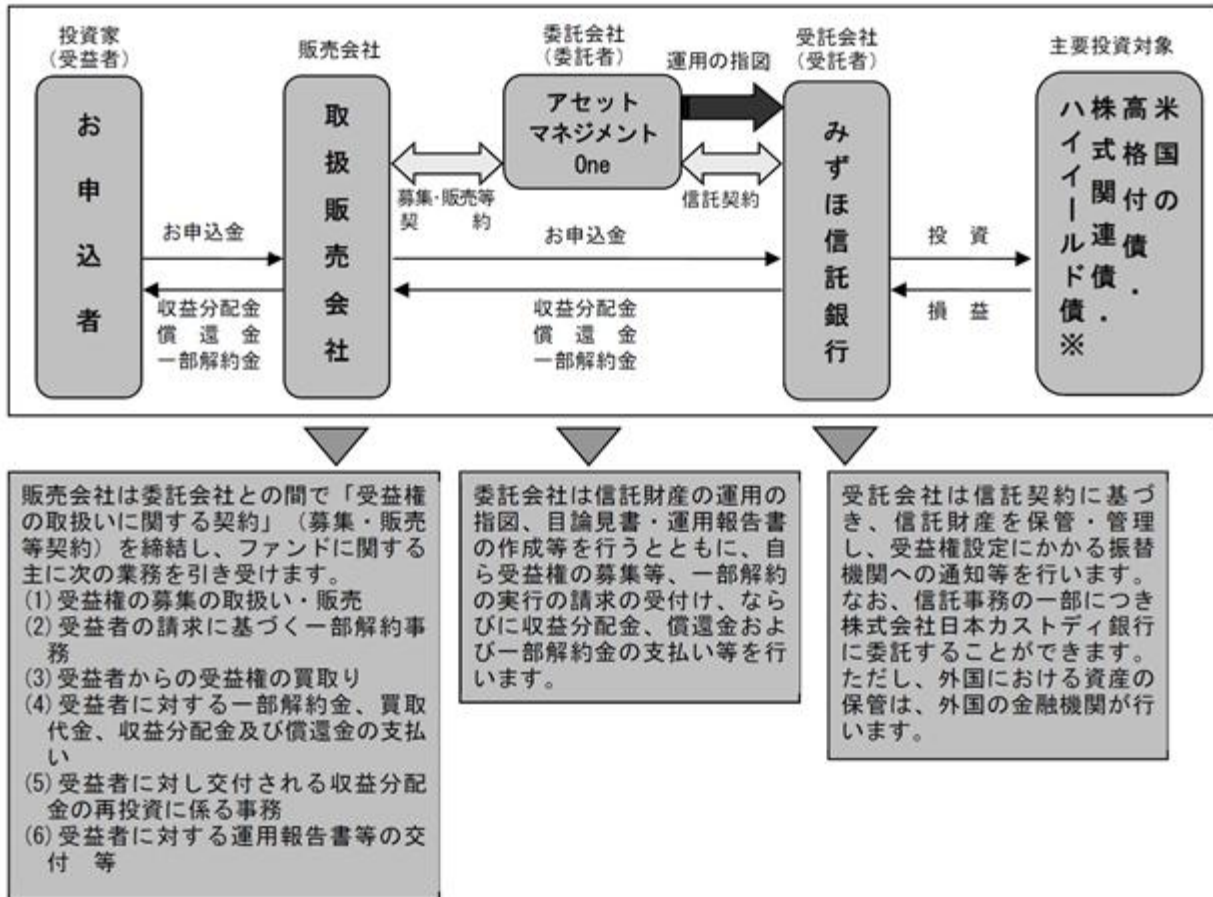 投資家
(受益者)
販売会社
委託会社
(委託者)
運用の指図
受託会社
(受託者)
主要投資対象
お申込者
取扱販売会社
アセット
マネジメント
One
みずほ信託銀行
米国の
高格付債・
株式関連債・
ハイイールド債※
募集・販売等
契　　約
信託契約
お申込金
お申込金
投　資
収益分配金
償　還　金
一部解約金
収益分配金
償　還　金
一部解約金
損　益
販売会社は委託会社との間で「受益権
の取扱いに関する契約」（募集・販売
等契約）を締結し、ファンドに関する
主に次の業務を引き受けます。
(1)受益権の募集の取扱い・販売
(2)受益者の請求に基づく一部解約事
務
(3)受益者からの受益権の買取り
(4)受益者に対する一部解約金、買取
代金、収益分配金及び償還金の支払
い
(5)受益者に対し交付される収益分配
金の再投資に係る事務
(6)受益者に対する運用報告書等の交
付　等
委託会社は信託財産の運用の
指図、目論見書・運用報告書
の作成等を行うとともに、自
ら受益権の募集等、一部解約
の実行の請求の受付け、なら
びに収益分配金、償還金およ
び一部解約金の支払い等を行
います。
受託会社は信託契約に基づ
き、信託財産を保管・管理
し、受益権設定にかかる振替
機関への通知等を行います。
なお、信託事務の一部につき
株式会社日本カストディ銀行
に委託することができます。
ただし、外国における資産の
保管は、外国の金融機関が行
います。